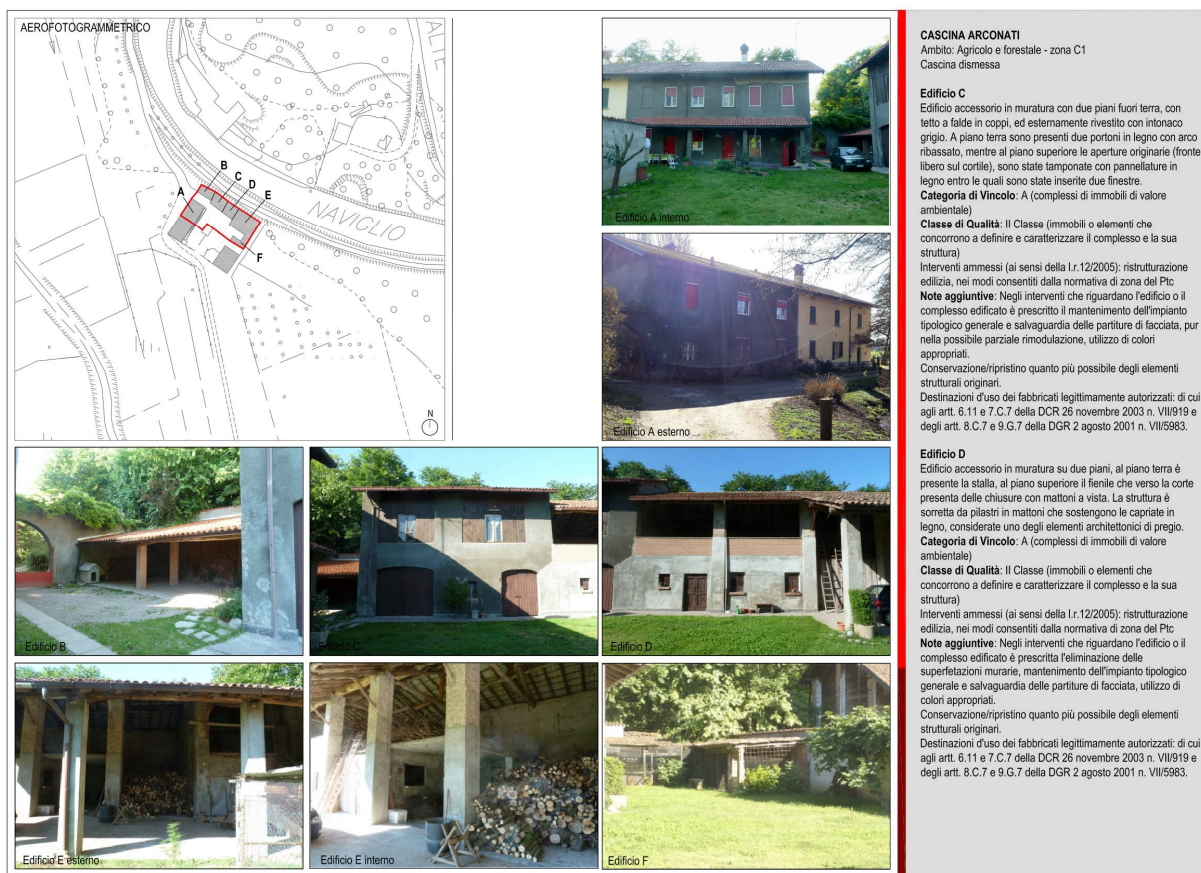 AEROFOTOGRAMMETRICO
ALTE
B
C
D
E
A
NAVIGLIO
F
N
Edificio A interno
Edificio A esterno
Edificio B
Edificio C
Edificio D
Edificio E esterno
Edificio E interno
Edificio F
CASCINA ARCONATI
Ambito: Agricolo e forestale - zona C1
Cascina dismessa
Edificio C
Edificio accessorio in muratura con due piani fuori terra, con
tetto a falde in coppi, ed esternamente rivestito con intonaco
grigio. A piano terra sono presenti due portoni in legno con arco
ribassato, mentre al piano superiore le aperture originarie (fronte
libero sul cortile), sono state tamponate con pannellature in
legno entro le quali sono state inserite due finestre.
Categoria di Vincolo: A (complessi di immobili di valore
ambientale)
Classe di Qualità: II Classe (immobili o elementi che
concorrono a definire e caratterizzare il complesso e la sua
struttura)
Interventi ammessi (ai sensi della l.r.12/2005): ristrutturazione
edilizia, nei modi consentiti dalla normativa di zona del Ptc
Note aggiuntive: Negli interventi che riguardano l'edificio o il
complesso edificato è prescritto il mantenimento dell'impianto
tipologico generale e salvaguardia delle partiture di facciata, pur
nella possibile parziale rimodulazione, utilizzo di colori
appropriati.
Conservazione/ripristino quanto più possibile degli elementi
strutturali originari.
Destinazioni d'uso dei fabbricati legittimamente autorizzati: di cui
agli artt. 6.11 e 7.C.7 della DCR 26 novembre 2003 n. VII/919 e
degli artt. 8.C.7 e 9.G.7 della DGR 2 agosto 2001 n. VII/5983.
Edificio D
Edificio accessorio in muratura su due piani, al piano terra è
presente la stalla, al piano superiore il fienile che verso la corte
presenta delle chiusure con mattoni a vista. La struttura è
sorretta da pilastri in mattoni che sostengono le capriate in
legno, considerate uno degli elementi architettonici di pregio.
Categoria di Vincolo: A (complessi di immobili di valore
ambientale)
Classe di Qualità: II Classe (immobili o elementi che
concorrono a definire e caratterizzare il complesso e la sua
struttura)
Interventi ammessi (ai sensi della l.r.12/2005): ristrutturazione
edilizia, nei modi consentiti dalla normativa di zona del Ptc
Note aggiuntive: Negli interventi che riguardano l'edificio o il
complesso edificato è prescritta l'eliminazione delle
superfetazioni murarie, mantenimento dell'impianto tipologico
generale e salvaguardia delle partiture di facciata, utilizzo di
colori appropriati.
Conservazione/ripristino quanto più possibile degli elementi
strutturali originari.
Destinazioni d'uso dei fabbricati legittimamente autorizzati: di cui
agli artt. 6.11 e 7.C.7 della DCR 26 novembre 2003 n. VII/919 e
degli artt. 8.C.7 e 9.G.7 della DGR 2 agosto 2001 n. VII/5983.